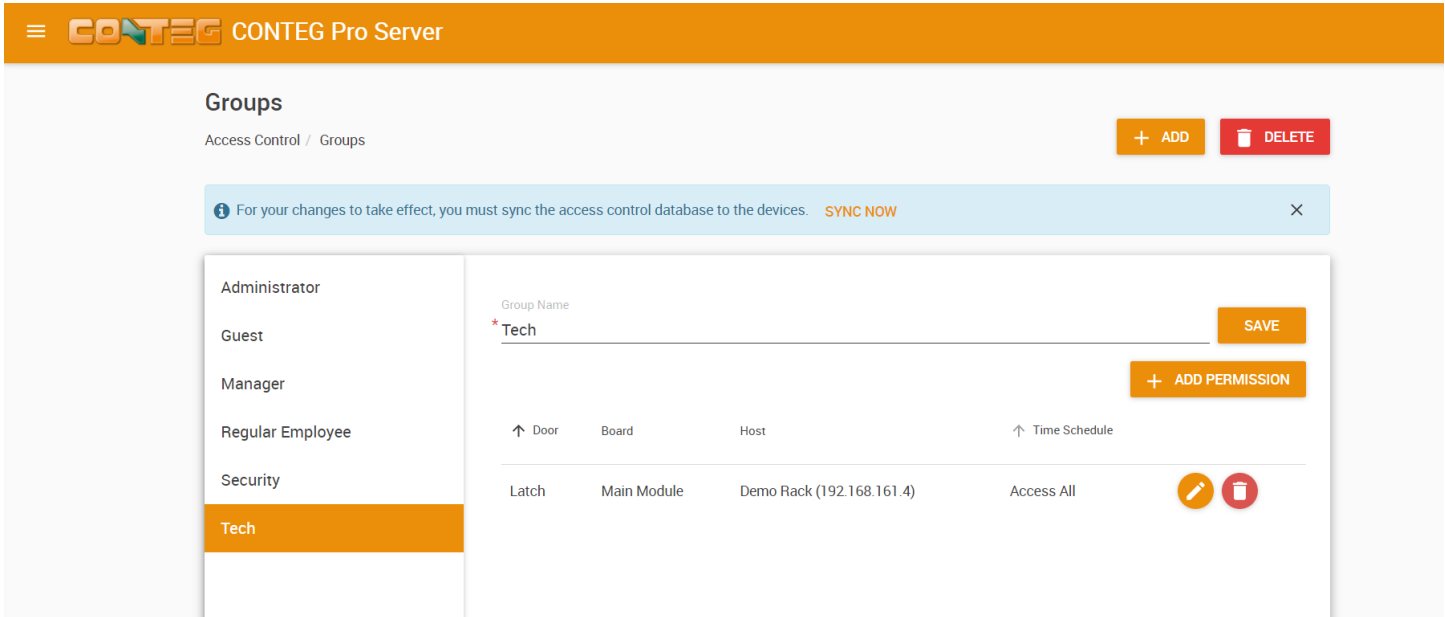 CONTEG CONTEG Pro Server
Groups
Access Control / Groups
+ ADD
DELETE
For your changes to take effect, you must sync the access control database to the devices. SYNC NOW
Administrator
Guest
Manager
Regular Employee
Security
Tech
Group Name
* Tech
SAVE
+ ADD PERMISSION
Door Board Host Time Schedule
Latch Main Module Demo Rack (192.168.161.4) Access All